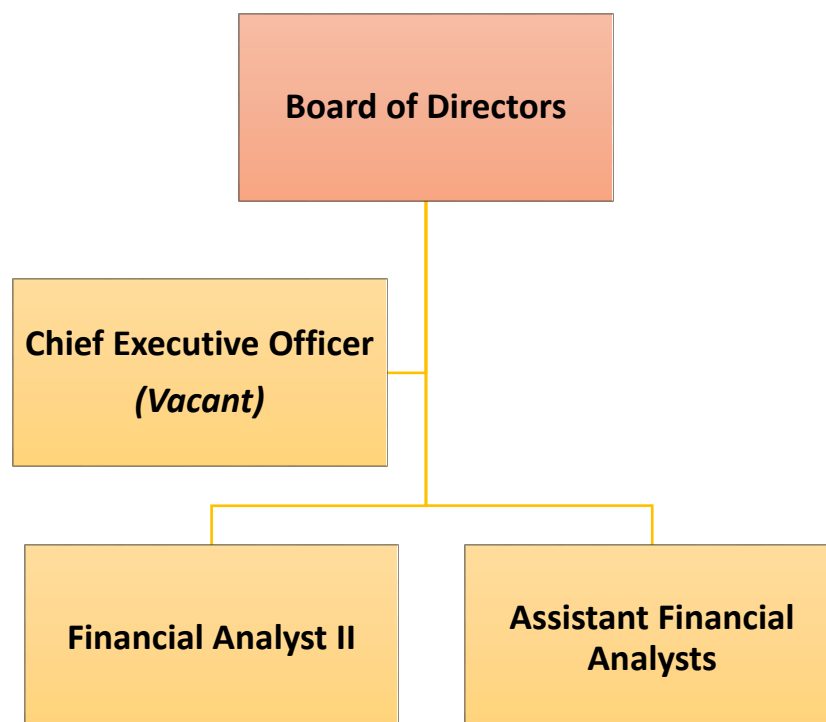 Board of Directors
Chief Executive Officer
(Vacant)
Financial Analyst II
Assistant Financial
Analysts